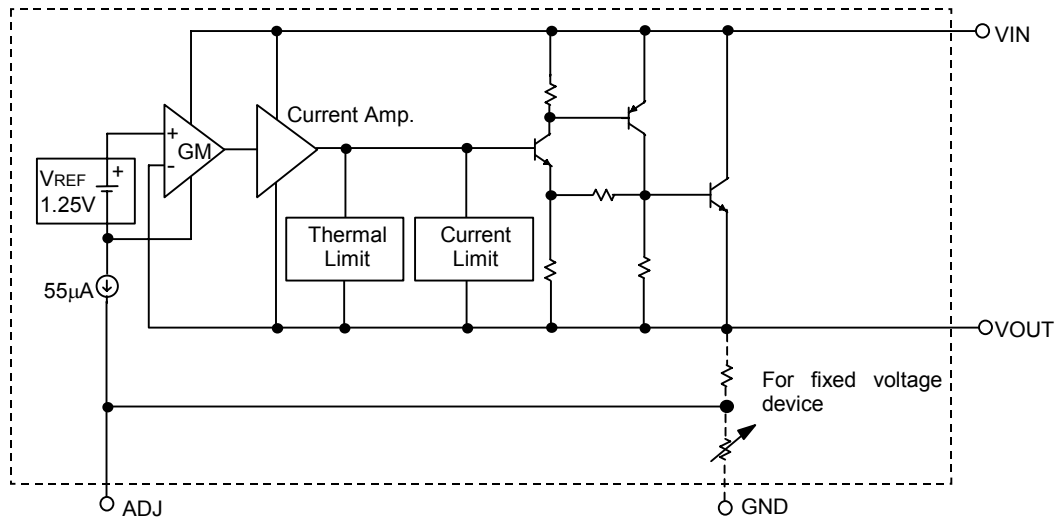 VIN
Current Amp.
+
GM
-
+
VREF
1.25V
Thermal
Limit
Current
Limit
55μA
VOUT
For fixed voltage
device
ADJ
GND